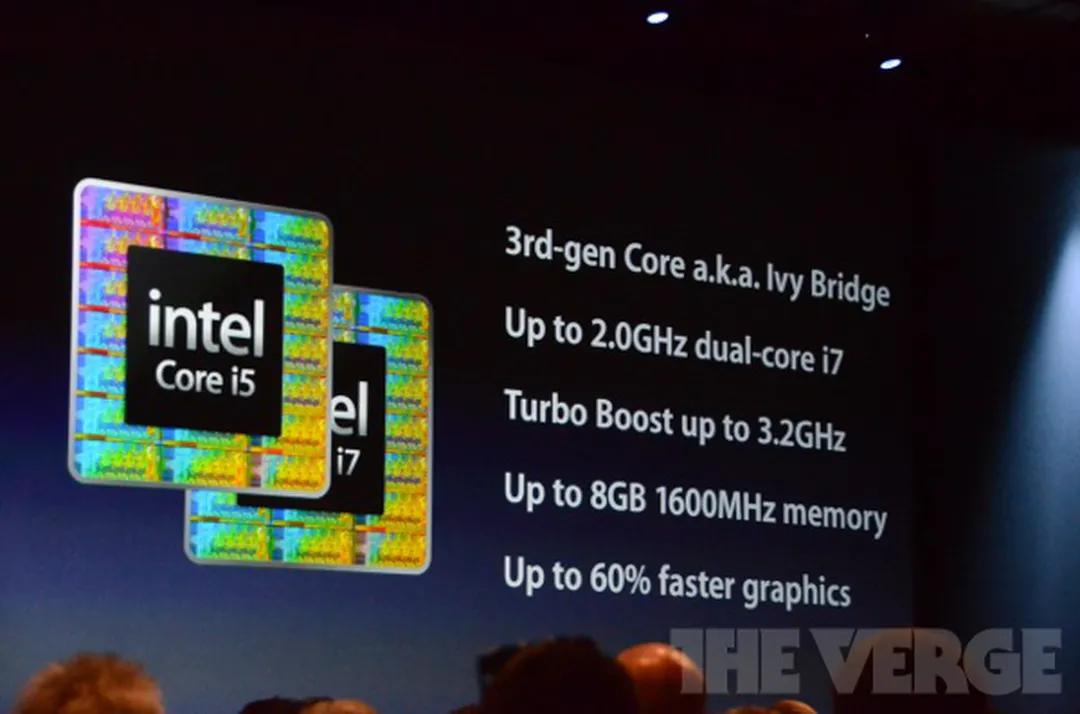 intel
Core i5
el
i7
3rd-gen Core a.k.a. Ivy Bridge
Up to 2.0GHz dual-core i7
Turbo Boost up to 3.2GHz
Up to 8GB 1600MHz memory
Up to 60% faster graphics
THE VERGE